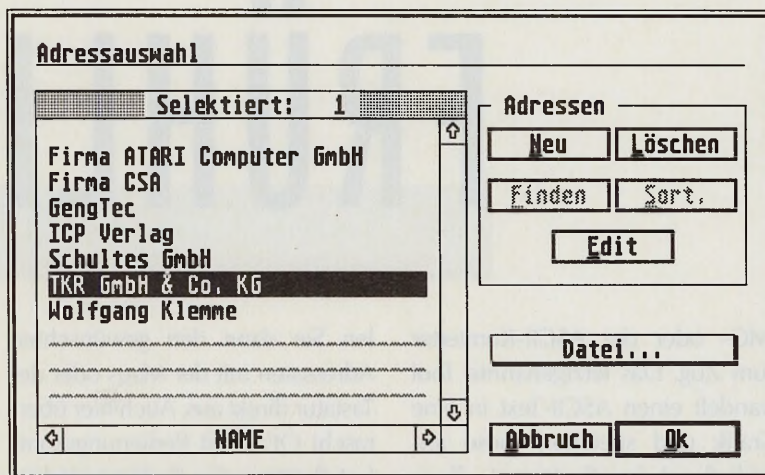 Adressauswahl
Selektiert: 1
Firma ATARI Computer GmbH
Firma CSA
GengTec
ICP Verlag
Schultes GmbH
TKR GmbH & Co. KG
Wolfgang Klemme
NAME
Adressen
Neu Löschen
Finden Sort.
Edit
Datei...
Abbruch Ok